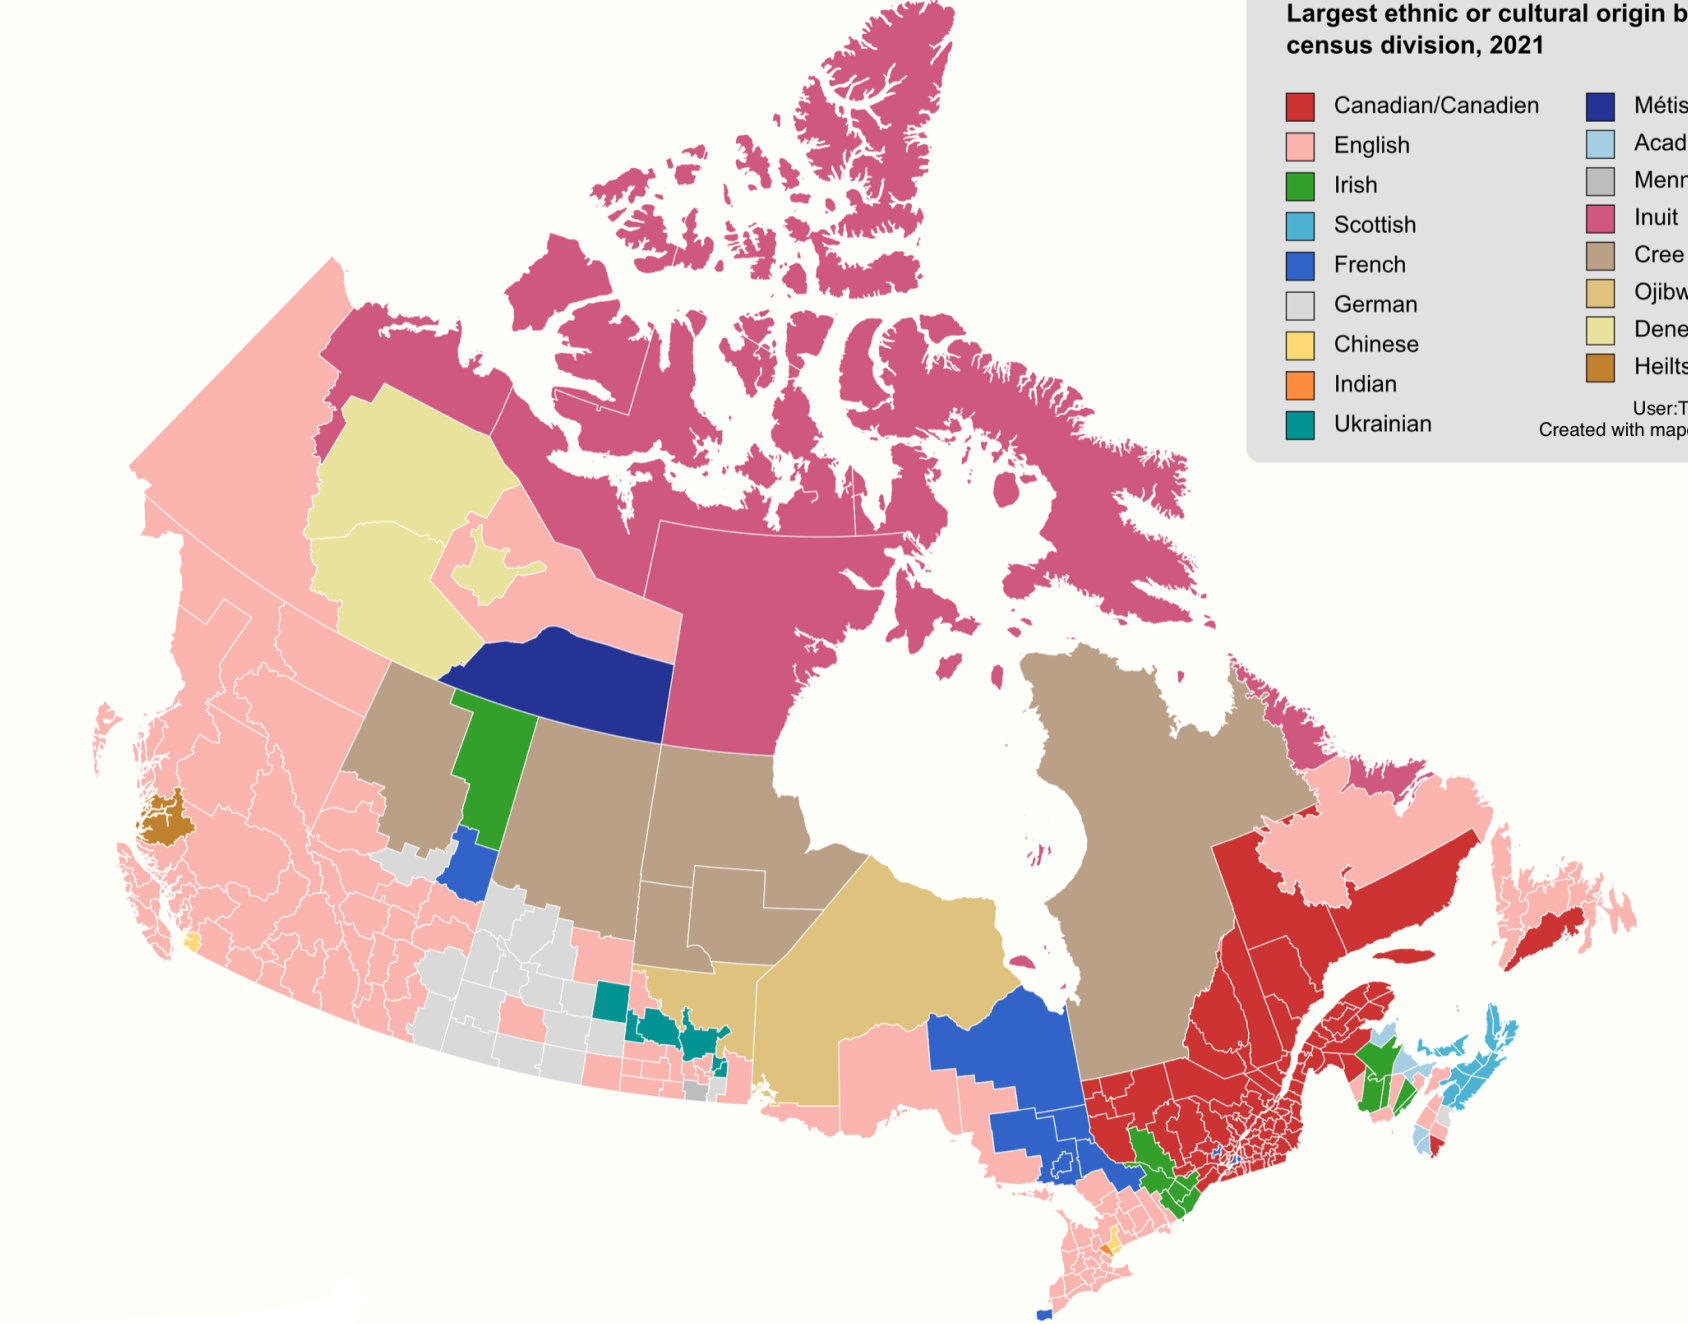 Largest ethnic or cultural origin b
census division, 2021
Canadian/Canadien
English
Irish
Scottish
French
German
Chinese
Indian
Ukrainian
Métis
Acad
Menn
Inuit
Cree
Ojibw
Dene
Heilts
User:T
Created with map